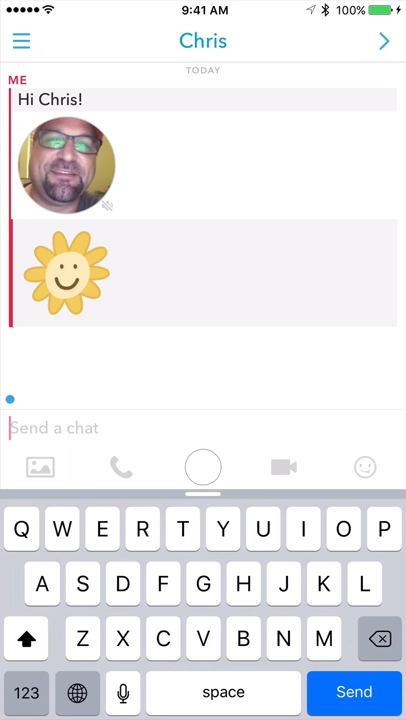 9:41 AM 100%
Chris
TODAY
ME
Hi Chris!
Send a chat
Q W E R T Y U I O P
A S D F G H J K L
Z X C V B N M
123 space Send